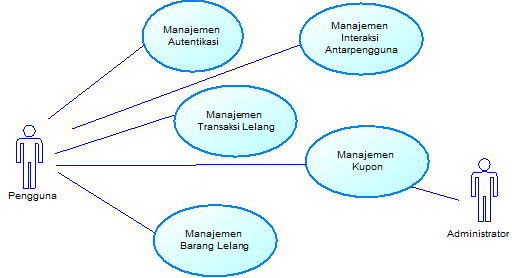 Manajemen
Autentikasi
Manajemen
Interaksi
Antarpengguna
Manajemen
Transaksi Lelang
Manajemen
Kupon
Pengguna
Administrator
Manajemen
Barang Lelang